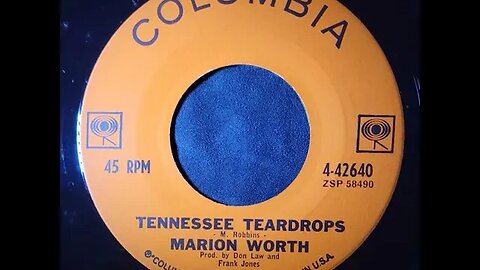 COLUMBIA
45 RPM
4-42640
ZSP 58490
TENNESSEE TEARDROPS
- M. Robbins -
MARION WORTH
Prod. by Don Law and
Frank Jones